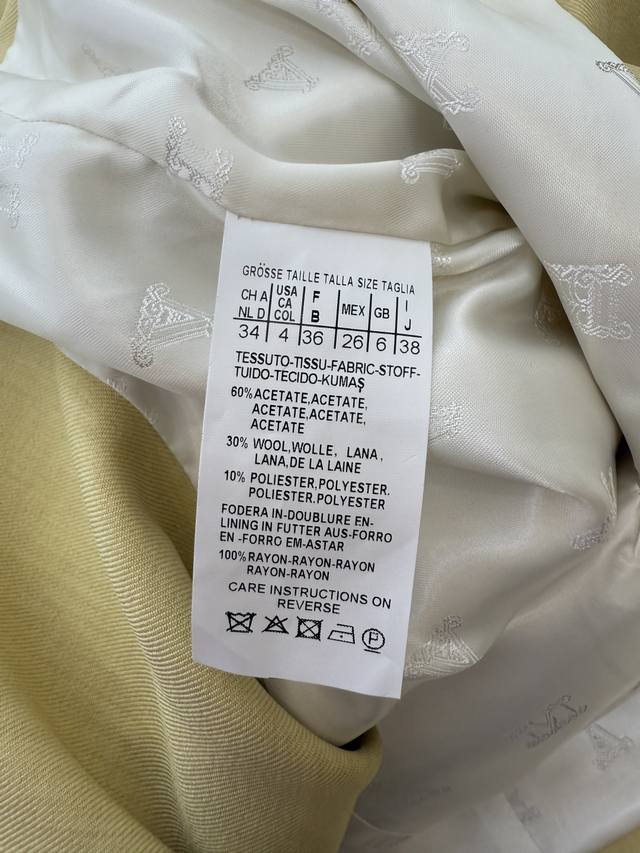 GRÖSSE TAILLE TALLA SIZE TAGLIA
CH A NL D USA CA COL F B MEX GB I J
34 4 36 26 6 38
TESSUTO-TISSU-FABRIC-STOFF-
TUIDO-TECIDO-KUMAŞ
60% ACETATE, ACETATE,
ACETATE, ACETATE,
ACETATE
30% WOOL,WOLLE, LANA,
LANA,DE LA LAINE
10% POLIESTER,POLYESTER.
POLIESTER.POLYESTER
FODERA IN-DOUBLURE EN-
LINING IN FUTTER AUS-FORRO
EN -FORRO EM-ASTAR
100% RAYON-RAYON-RAYON
RAYON-RAYON
CARE INSTRUCTIONS ON
REVERSE
P